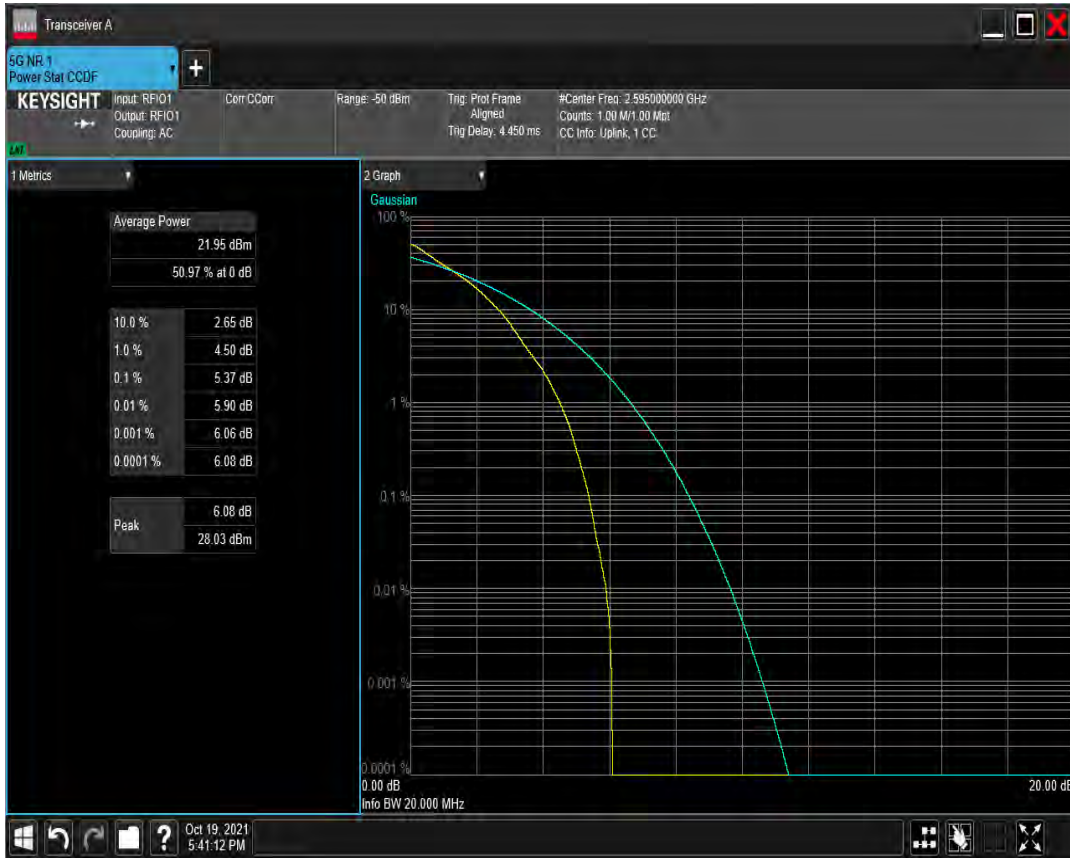 Transceiver A
5G NR 1
Power Stat CCDF
+
KEYSIGHT
Input: RFIO1
Output: RFIO1
Coupling: AC
Corr CCorr
Range: -50 dBm
Trig: Prot Frame
Aligned
Trig Delay: 4.450 ms
#Center Freq: 2.595000000 GHz
Counts: 1.00 M/1.00 Mpt
CC Info: Uplink, 1 CC
1 Metrics
Average Power
21.95 dBm
50.97 % at 0 dB
10.0 % 2.65 dB
1.0 % 4.50 dB
0.1 % 5.37 dB
0.01 % 5.90 dB
0.001 % 6.06 dB
0.0001 % 6.08 dB
Peak
6.08 dB
28.03 dBm
2 Graph
Gaussian
100 %
10 %
1 %
0.1 %
0.01 %
0.001 %
0.0001 %
0.00 dB
20.00 dB
Info BW 20.000 MHz
?
Oct 19, 2021
5:41:12 PM